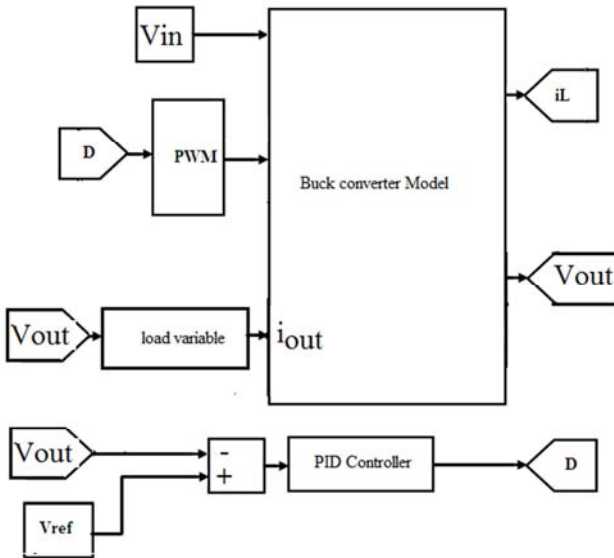 Vin
iL
D
PWM
Buck converter Model
Vout
Vout
load variable
iout
Vout
-
+
PID Controller
D
Vref